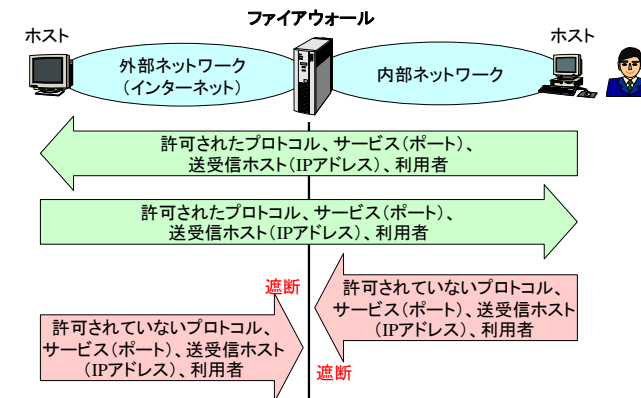 ファイアウォール
ホスト
ホスト
外部ネットワーク
（インターネット）
内部ネットワーク
許可されたプロトコル、サービス（ポート）、
送受信ホスト（IPアドレス）、利用者
許可されたプロトコル、サービス（ポート）、
送受信ホスト（IPアドレス）、利用者
遮断
許可されていないプロトコル、
サービス（ポート）、送受信ホスト
（IPアドレス）、利用者
許可されていないプロトコル、
サービス（ポート）、送受信ホスト
（IPアドレス）、利用者
遮断